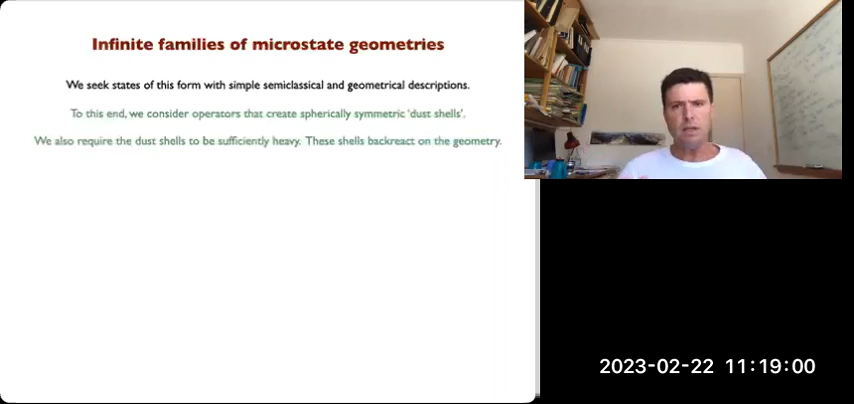 Infinite families of microstate geometries
We seek states of this form with simple semiclassical and geometrical descriptions.
To this end, we consider operators that create spherically symmetric 'dust shells'.
We also require the dust shells to be sufficiently heavy. These shells backreact on the geometry.
2023-02-22 11:19:00